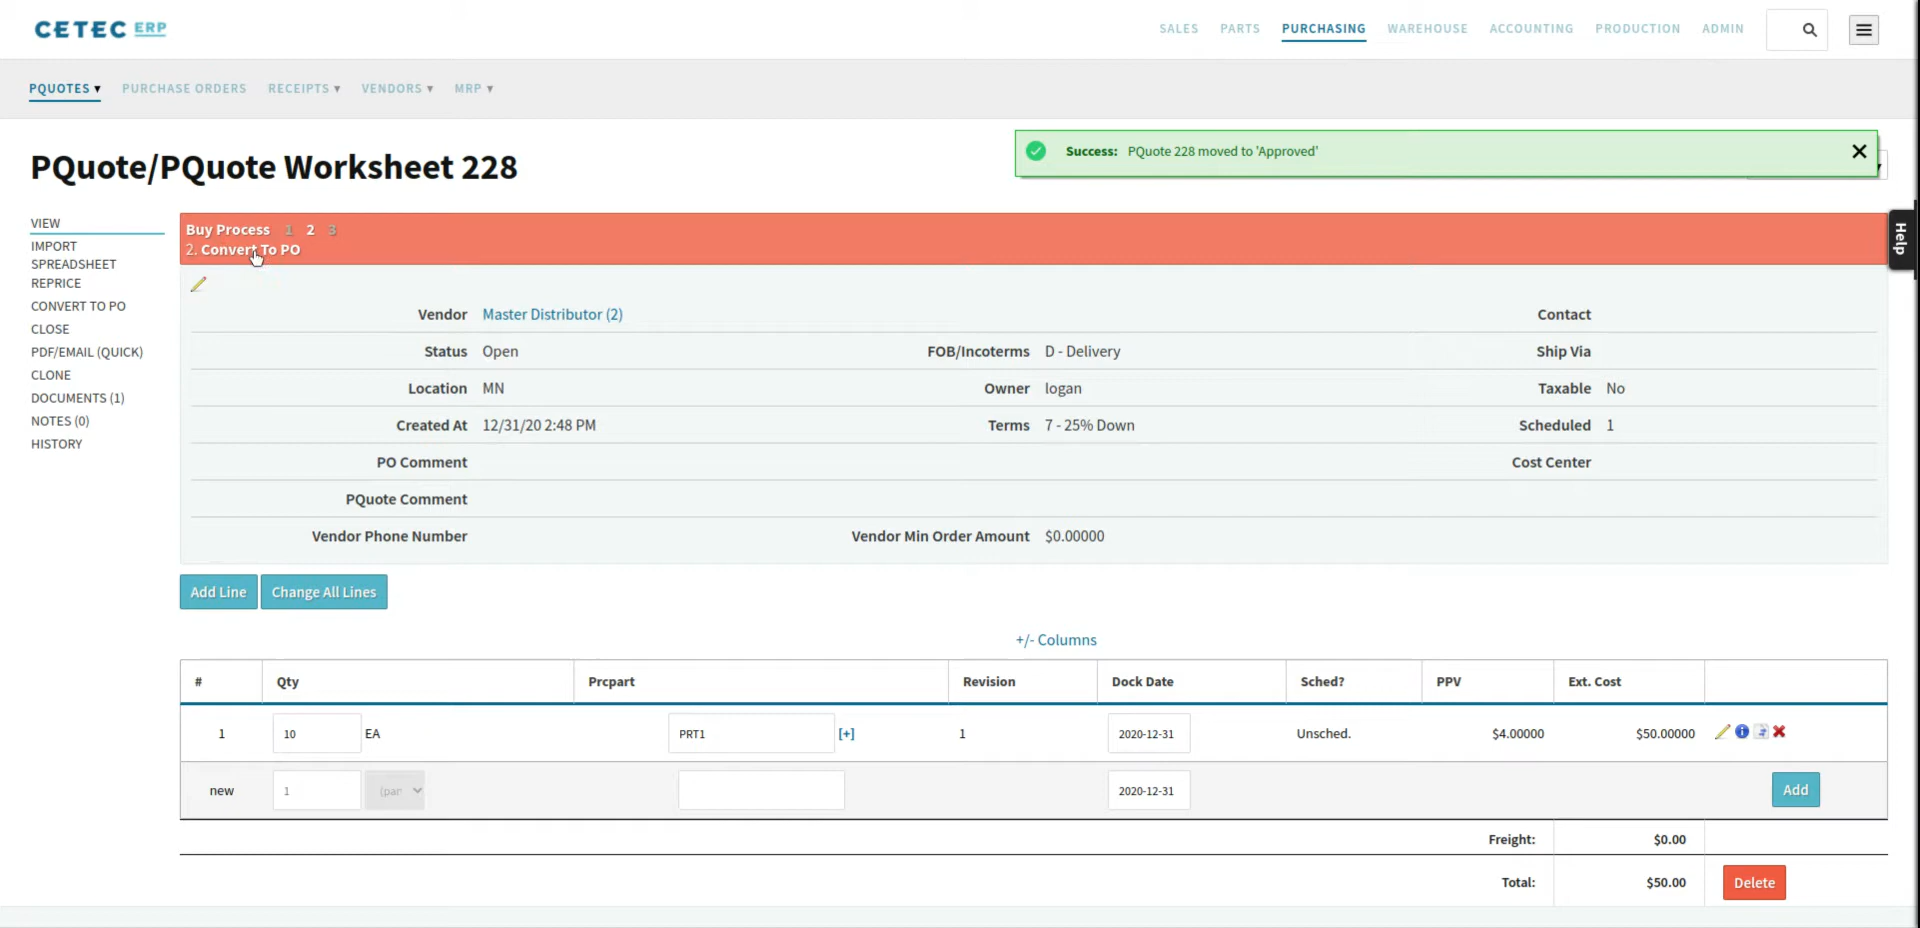 CETEC ERP
SALES PARTS PURCHASING WAREHOUSE ACCOUNTING PRODUCTION ADMIN
PQUOTES ▾ PURCHASE ORDERS RECEIPTS ▾ VENDORS ▾ MRP ▾
PQuote/PQuote Worksheet 228
Success: PQuote 228 moved to 'Approved'
Help
VIEW
IMPORT
SPREADSHEET
REPRICE
CONVERT TO PO
CLOSE
PDF/EMAIL (QUICK)
CLONE
DOCUMENTS (1)
NOTES (0)
HISTORY
Buy Process 1 2 3
2. Convert To PO
Vendor Master Distributor (2) Contact
Status Open FOB/Incoterms D - Delivery Ship Via
Location MN Owner logan Taxable No
Created At 12/31/20 2:48 PM Terms 7 - 25% Down Scheduled 1
PO Comment Cost Center
PQuote Comment
Vendor Phone Number Vendor Min Order Amount $0.00000
Add Line Change All Lines
+/- Columns
# Qty Prcpart Revision Dock Date Sched? PPV Ext. Cost
1 10 EA PRT1 [+] 1 2020-12-31 Unsched. $4.00000 $50.00000
new 1 (par 2020-12-31 Add
Freight: $0.00
Total: $50.00 Delete